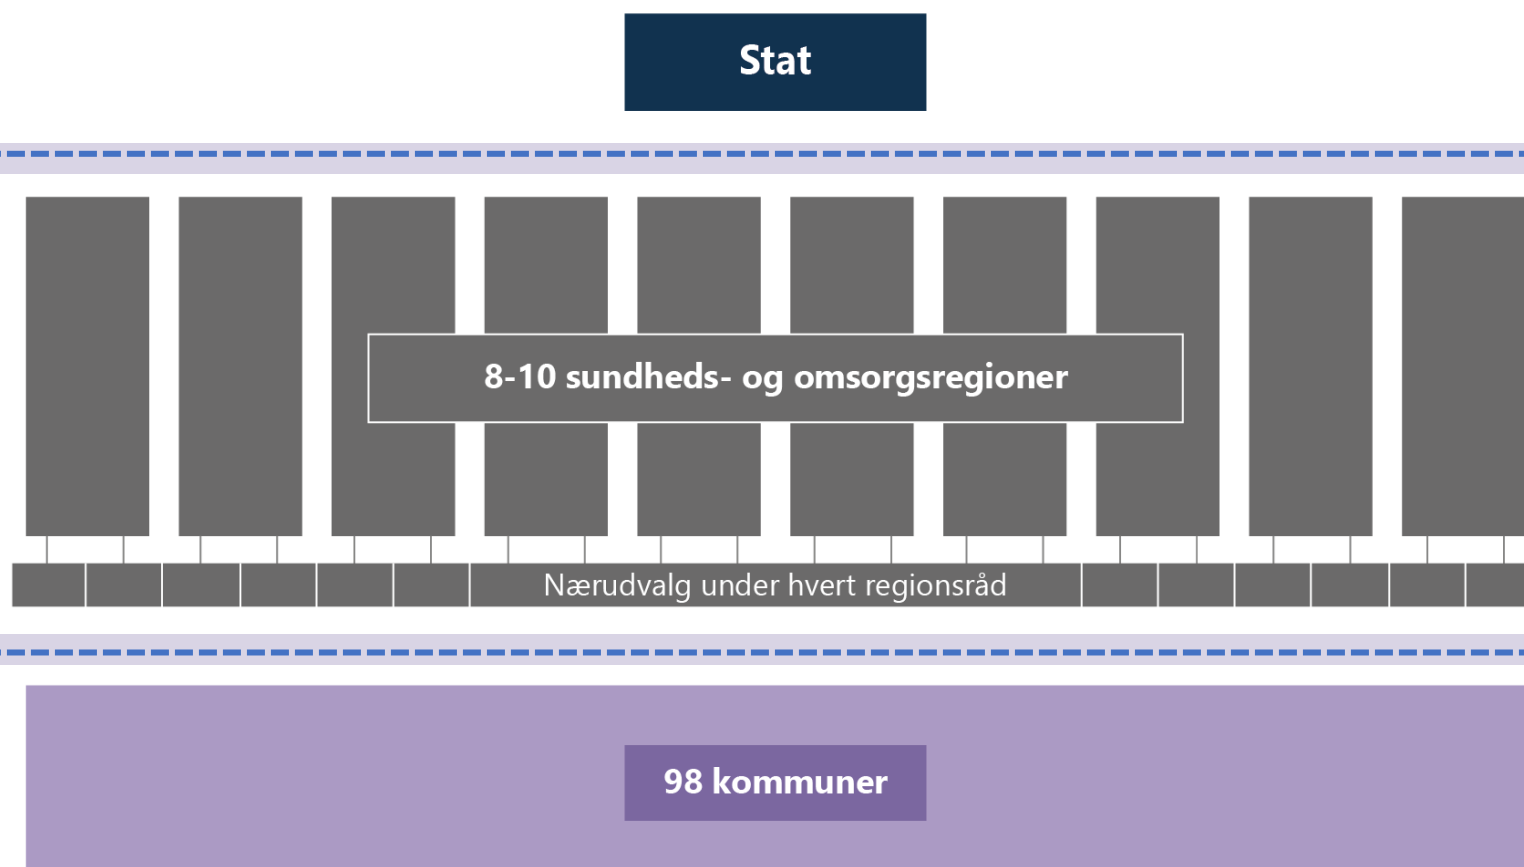 Stat
8-10 sundheds- og omsorgsregioner
Nærudvalg under hvert regionsråd
98 kommuner